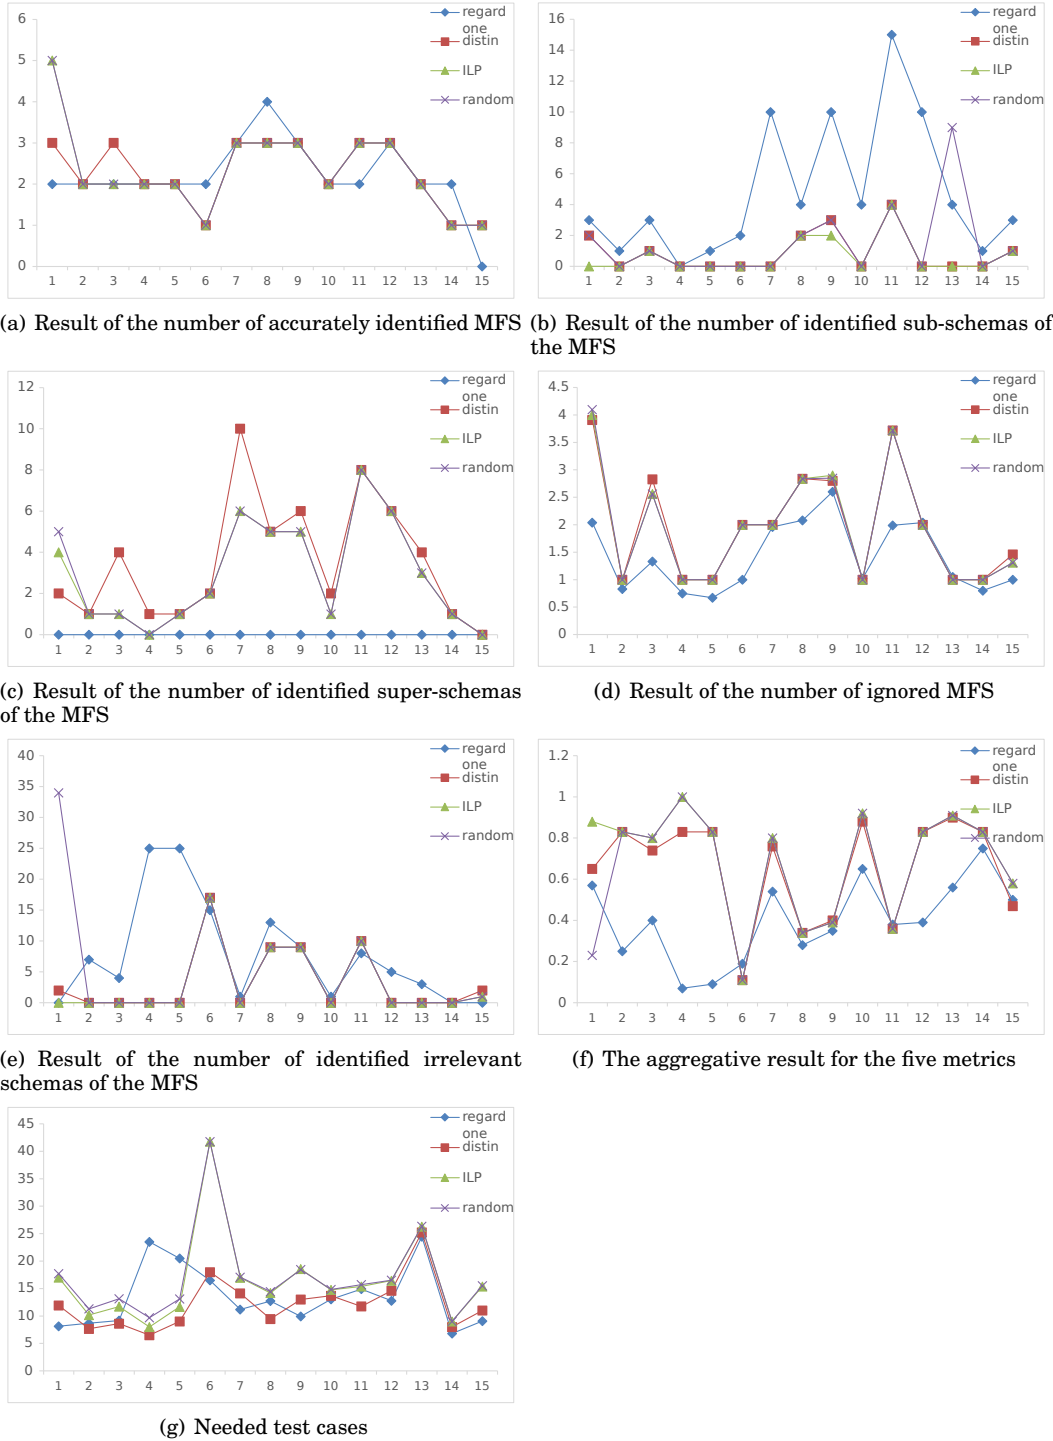 6
5
4
3
2
1
0
1 2 3 4 5 6 7 8 9 10 11 12 13 14 15
regard
one
distin
ILP
random
(a) Result of the number of accurately identified MFS
16
14
12
10
8
6
4
2
0
1 2 3 4 5 6 7 8 9 10 11 12 13 14 15
regard
one
distin
ILP
random
(b) Result of the number of identified sub-schemas of
the MFS
12
10
8
6
4
2
0
1 2 3 4 5 6 7 8 9 10 11 12 13 14 15
regard
one
distin
ILP
random
(c) Result of the number of identified super-schemas
of the MFS
4.5
4
3.5
3
2.5
2
1.5
1
0.5
0
1 2 3 4 5 6 7 8 9 10 11 12 13 14 15
regard
one
distin
ILP
random
(d) Result of the number of ignored MFS
40
35
30
25
20
15
10
5
0
1 2 3 4 5 6 7 8 9 10 11 12 13 14 15
regard
one
distin
ILP
random
(e) Result of the number of identified irrelevant
schemas of the MFS
1.2
1
0.8
0.6
0.4
0.2
0
1 2 3 4 5 6 7 8 9 10 11 12 13 14 15
regard
one
distin
ILP
random
(f) The aggregative result for the five metrics
45
40
35
30
25
20
15
10
5
0
1 2 3 4 5 6 7 8 9 10 11 12 13 14 15
regard
one
distin
ILP
random
(g) Needed test cases